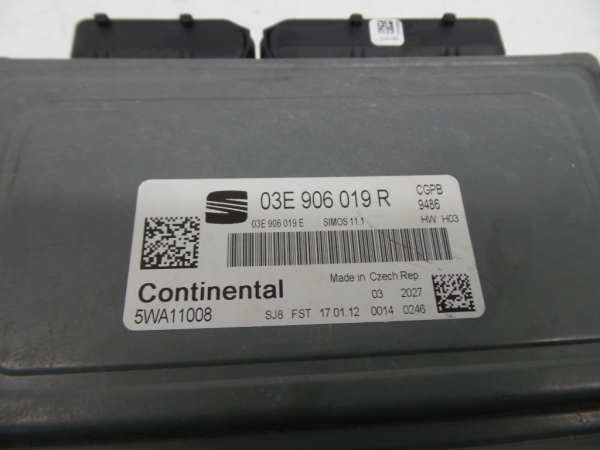 03E 906 019 R CGPB
03E 906 019 E SIMOS 11.1 9486
HW: H03
Continental Made in Czech Rep.
03 2027
5WA11008 SJ8 FST 17.01.12 0014 0246